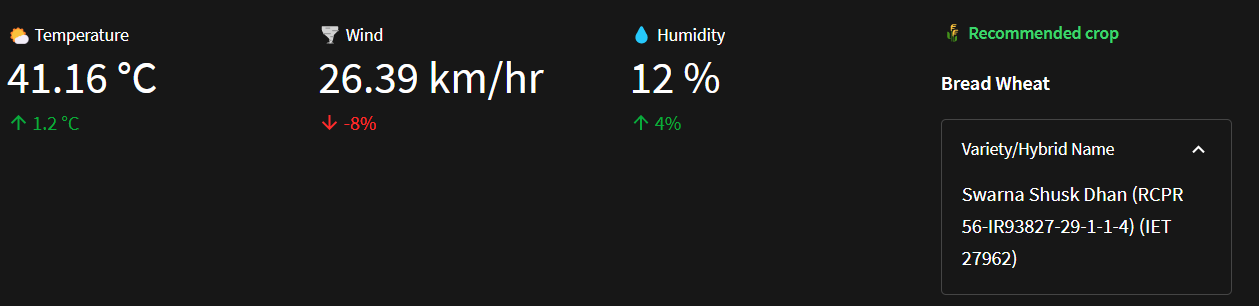 Temperature
41.16 °C
↑ 1.2 °C
Wind
26.39 km/hr
↓ -8%
Humidity
12 %
↑ 4%
Recommended crop
Bread Wheat
Variety/Hybrid Name
Swarna Shusk Dhan (RCPR
56-IR93827-29-1-1-4) (IET
27962)